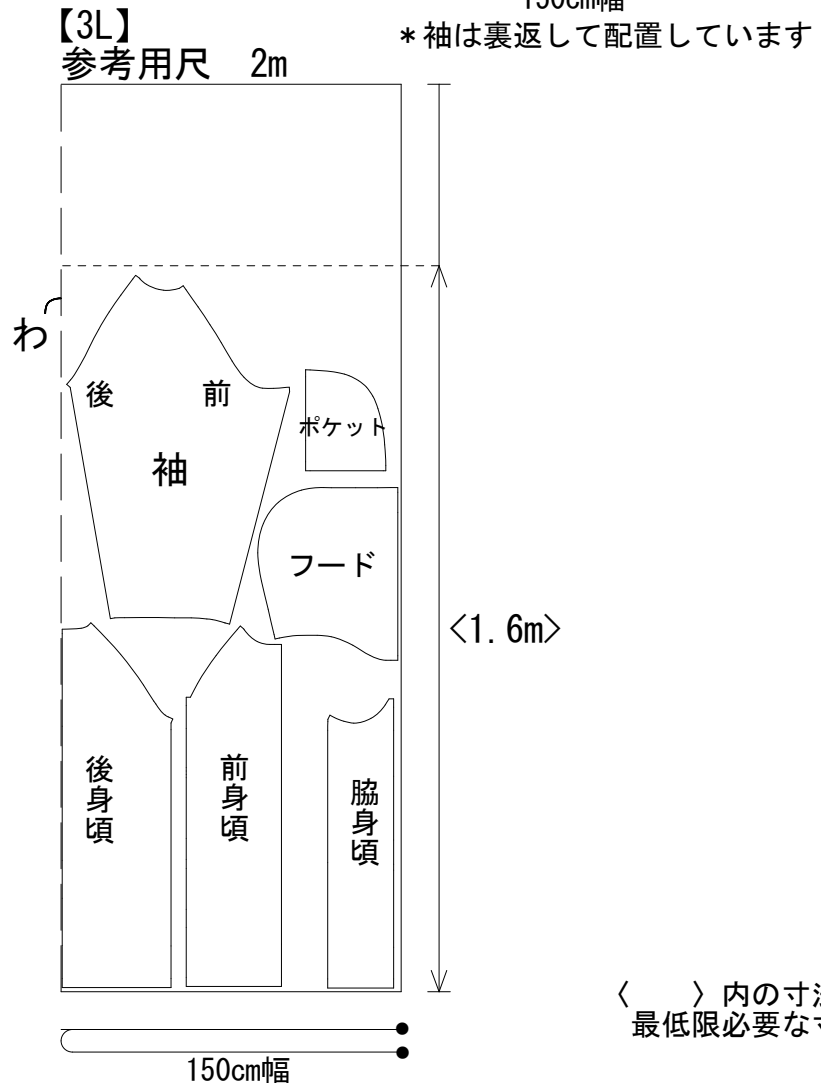 150cm幅
【3L】
*袖は裏返して配置しています
参考用尺 2m
わ
後 前
袖
ポケット
フード
<1.6m>
後身頃
前身頃
脇身頃
150cm幅
〈 〉内の寸法
最低限必要な